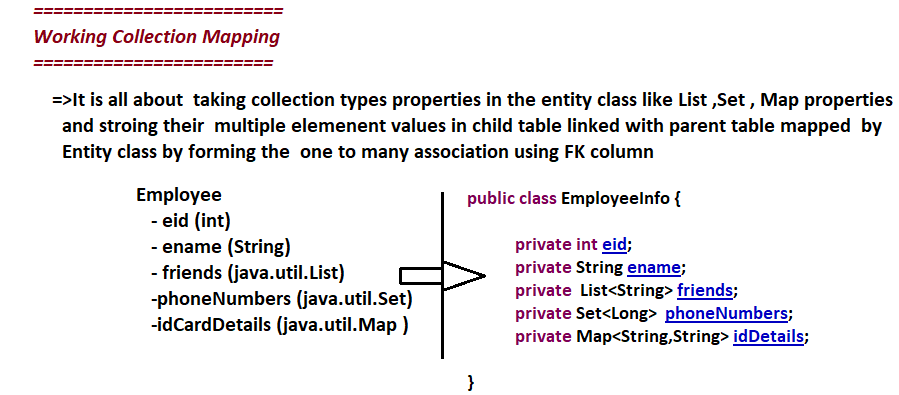 ==========================
Working Collection Mapping
=========================
=>It is all about taking collection types properties in the entity class like List ,Set , Map properties
and stroing their multiple elemenent values in child table linked with parent table mapped by
Entity class by forming the one to many association using FK column
Employee
- eid (int)
- ename (String)
- friends (java.util.List)
-phoneNumbers (java.util.Set)
-idCardDetails (java.util.Map )
public class EmployeeInfo {
private int eid;
private String ename;
private List<String> friends;
private Set<Long> phoneNumbers;
private Map<String,String> idDetails;
}